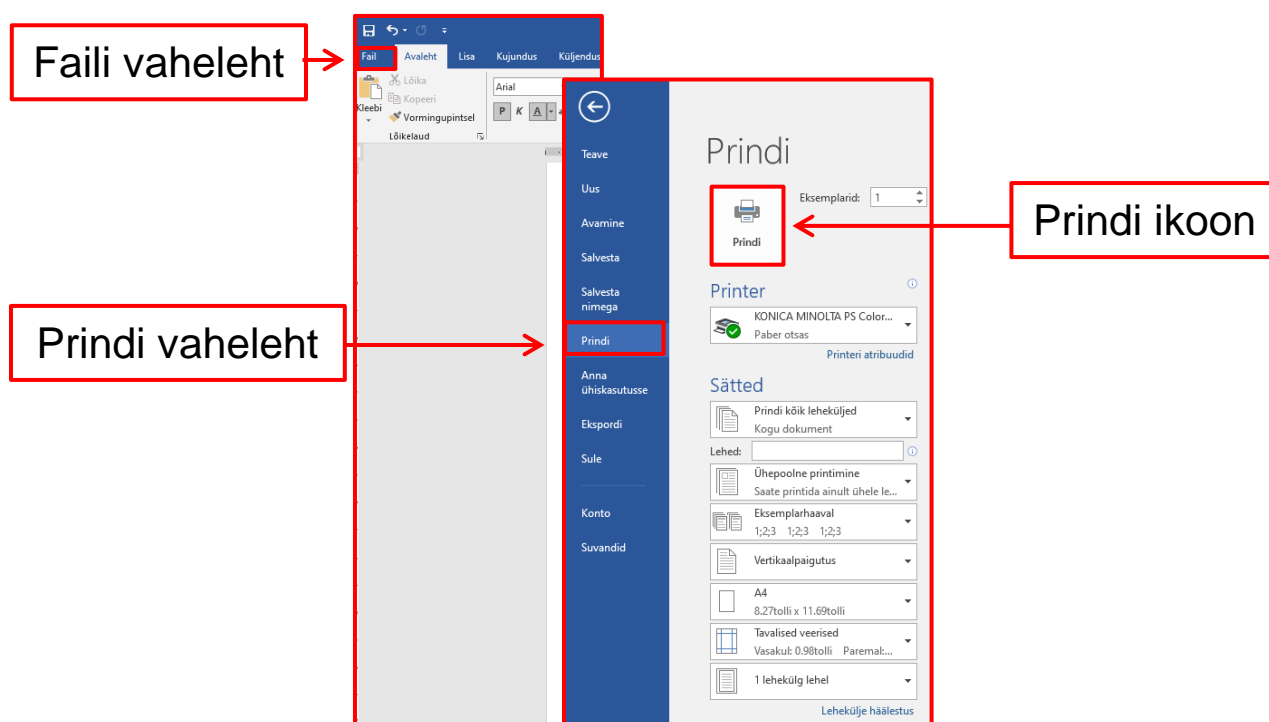 Faili vaheleht
Fail Avaleht Lisa Kujundus Küljendus
Kleebi
Lõika
Kopeeri
Vormingupintsel
Lõikelaud
Arial
P K A
Prindi vaheleht
Teave
Uus
Avamine
Salvesta
Salvesta
nimega
Prindi
Anna
ühiskasutusse
Ekspordi
Sule
Konto
Suvandid
Prindi
Prindi
Eksemplarid: 1
Prindi ikoon
Printer
KONICA MINOLTA PS Color...
Paber otsas
Printeri atribuudid
Sätted
Prindi kõik leheküljed
Kogu dokument
Lehed:
Ühepoolne printimine
Saate printida ainult ühele le...
Eksemplarhaaval
1;2;3 1;2;3 1;2;3
Vertikaalpaigutus
A4
8.27tolli x 11.69tolli
Tavalised veerised
Vasakul: 0.98tolli Paremal:...
1 lehekülg lehel
Lehekülje häälestus